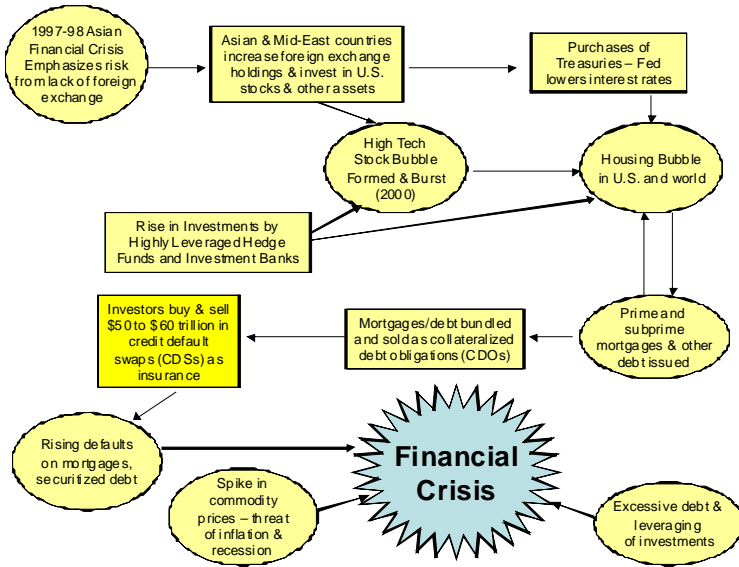 1997-98 Asian
Financial Crisis
Emphasizes risk
from lack of foreign
exchange
Asian & Mid-East countries
increase foreign exchange
holdings & invest in U.S.
stocks & other assets
Purchases of
Treasuries – Fed
lowers interest rates
High Tech
Stock Bubble
Formed & Burst
(2000)
Housing Bubble
in U.S. and world
Rise in Investments by
Highly Leveraged Hedge
Funds and Investment Banks
Investors buy & sell
$50 to $60 trillion in
credit default
swaps (CDSs) as
insurance
Mortgages/debt bundled
and sold as collateralized
debt obligations (CDOs)
Prime and
subprime
mortgages & other
debt issued
Rising defaults
on mortgages,
securitized debt
Financial
Crisis
Spike in
commodity
prices – threat
of inflation &
recession
Excessive debt &
leveraging
of investments